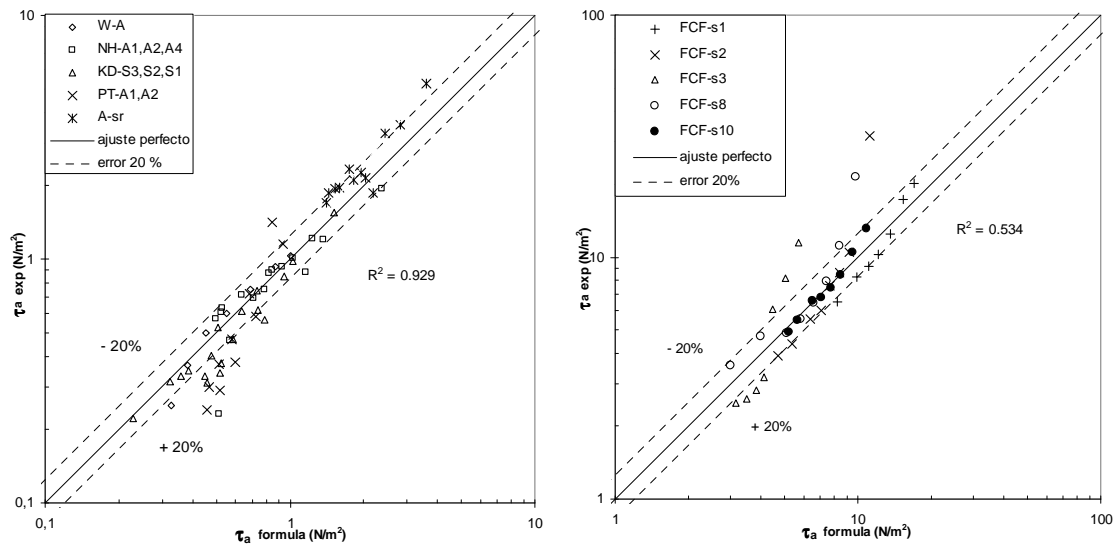 10
W-A
NH-A1,A2,A4
KD-S3,S2,S1
PT-A1,A2
A-sr
ajuste perfecto
error 20 %
τa exp (N/m²)
1
R² = 0.929
- 20%
+ 20%
0,1
0,1
1
10
τa formula (N/m²)
100
FCF-s1
FCF-s2
FCF-s3
FCF-s8
FCF-s10
ajuste perfecto
error 20%
τa exp (N/m²)
10
R² = 0.534
- 20%
+ 20%
1
1
10
100
τa formula (N/m²)